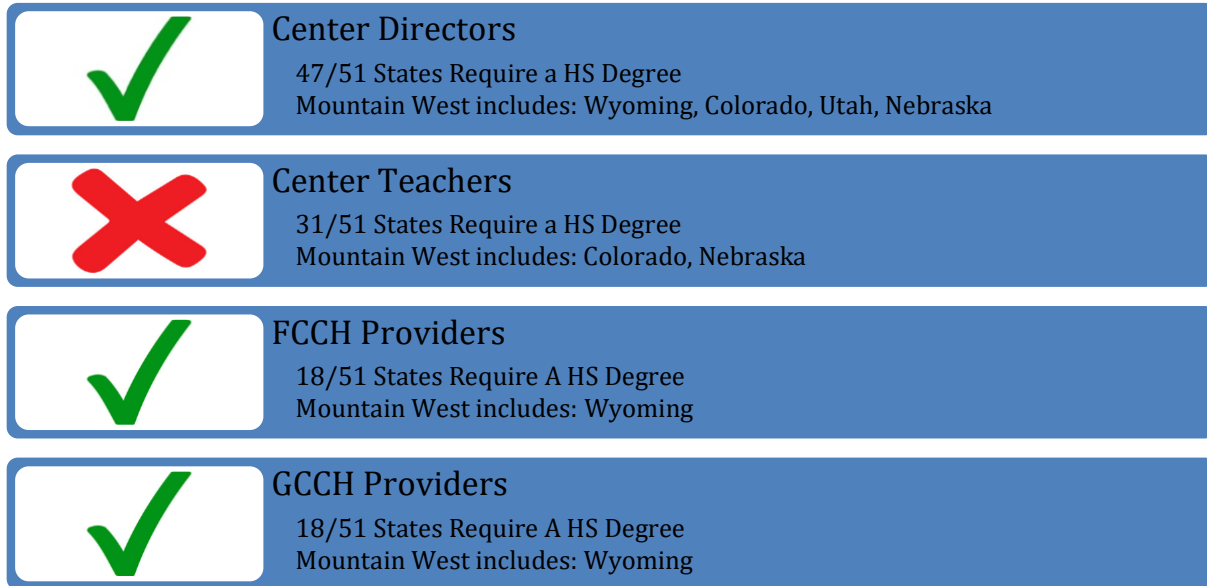 Center Directors
47/51 States Require a HS Degree
Mountain West includes: Wyoming, Colorado, Utah, Nebraska
Center Teachers
31/51 States Require a HS Degree
Mountain West includes: Colorado, Nebraska
FCCH Providers
18/51 States Require A HS Degree
Mountain West includes: Wyoming
GCCH Providers
18/51 States Require A HS Degree
Mountain West includes: Wyoming